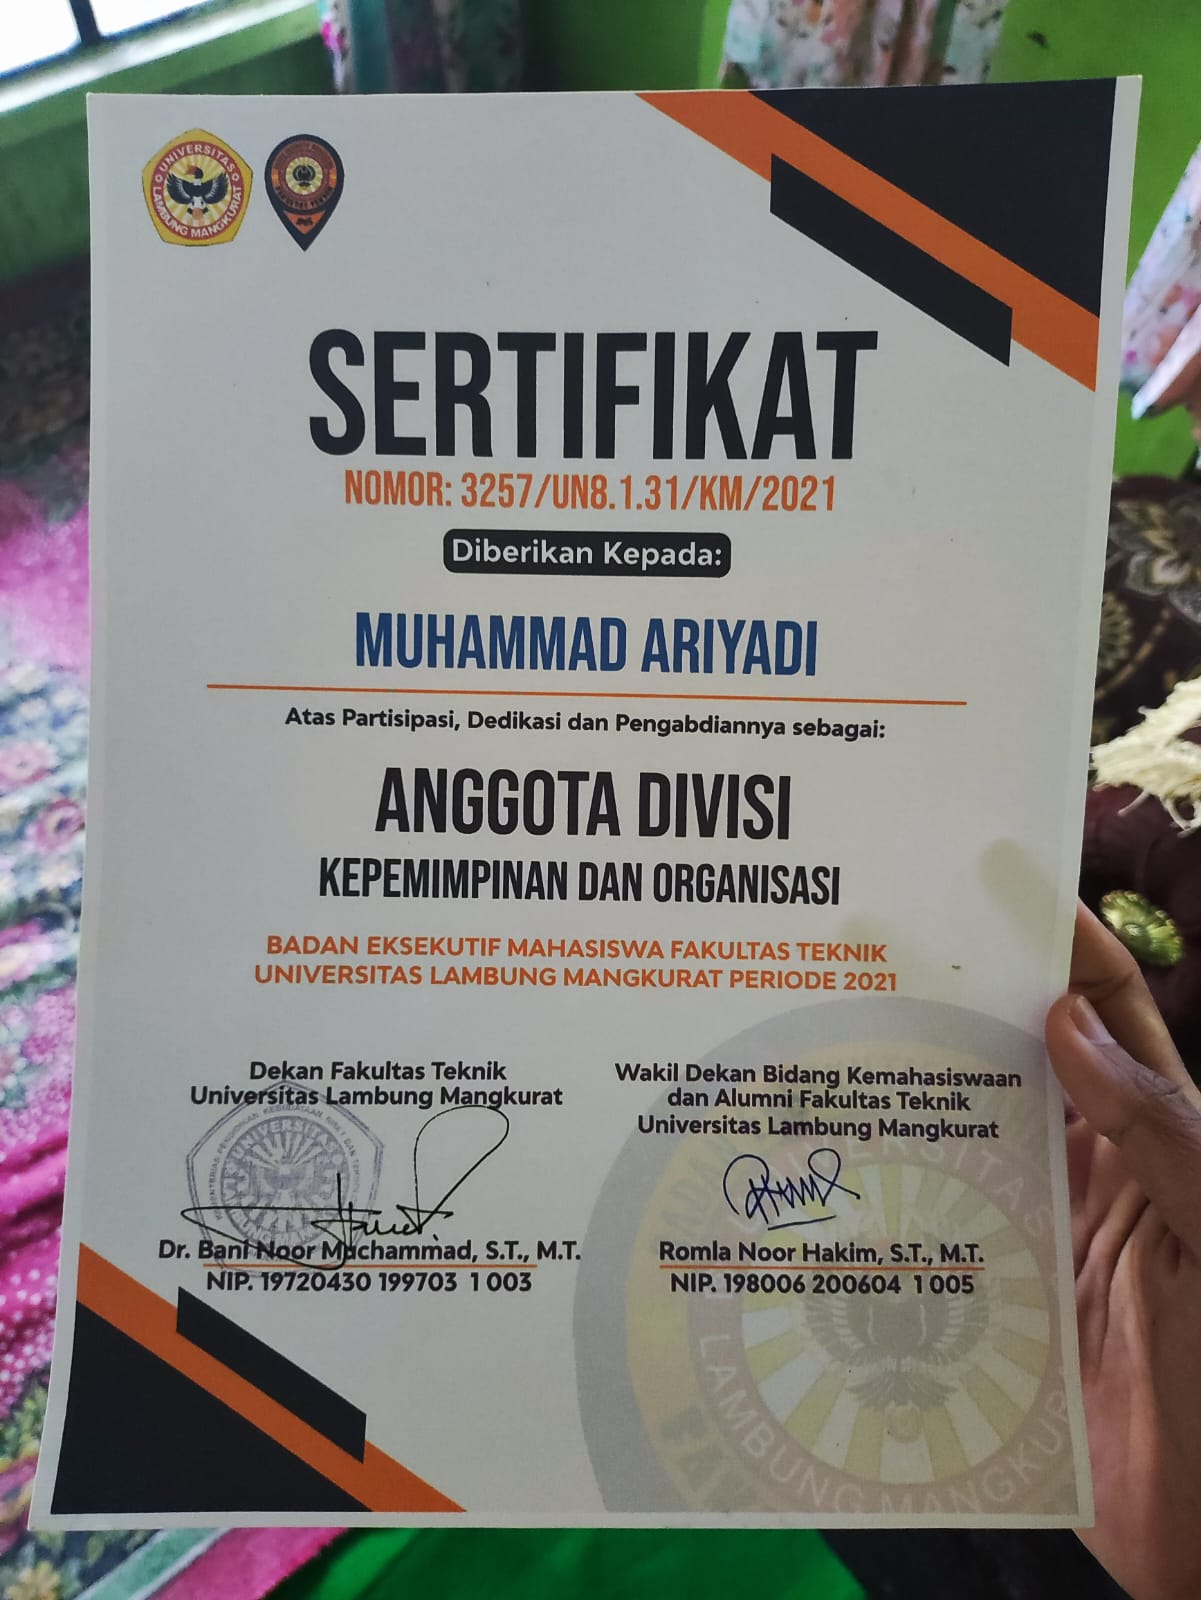 UNIVERSITAS
LAMBUNG MANGKURAT
SERTIFIKAT
NOMOR: 3257/UN8.1.31/KM/2021
Diberikan Kepada:
MUHAMMAD ARIYADI
Atas Partisipasi, Dedikasi dan Pengabdiannya sebagai:
ANGGOTA DIVISI
KEPEMIMPINAN DAN ORGANISASI
BADAN EKSEKUTIF MAHASISWA FAKULTAS TEKNIK
UNIVERSITAS LAMBUNG MANGKURAT PERIODE 2021
Dekan Fakultas Teknik
Universitas Lambung Mangkurat
UNIVERSITAS
Dr. Bani Noor Muchammad, S.T., M.T.
NIP. 19720430 199703 1 003
Wakil Dekan Bidang Kemahasiswaan
dan Alumni Fakultas Teknik
Universitas Lambung Mangkurat
Romla Noor Hakim, S.T., M.T.
NIP. 198006 200604 1 005
LAMBUNG MANGKURAT